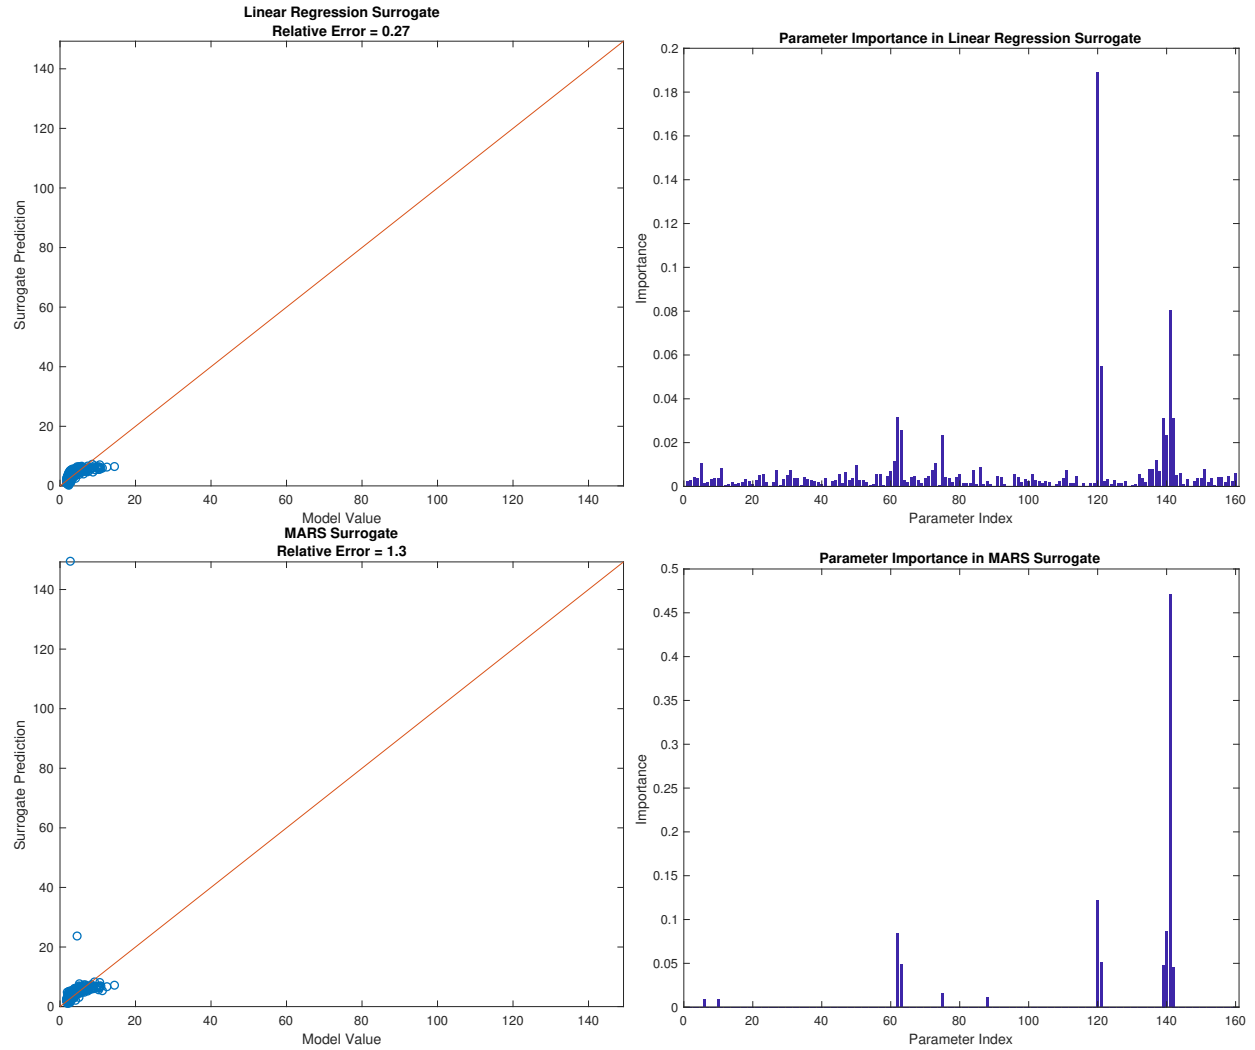 Linear Regression Surrogate
Relative Error = 0.27
140
120
100
80
60
40
20
0
Surrogate Prediction
0 20 40 60 80 100 120 140
Model Value
Parameter Importance in Linear Regression Surrogate
0.2
0.18
0.16
0.14
0.12
0.1
0.08
0.06
0.04
0.02
0
Importance
0 20 40 60 80 100 120 140 160
Parameter Index
MARS Surrogate
Relative Error = 1.3
140
120
100
80
60
40
20
0
Surrogate Prediction
0 20 40 60 80 100 120 140
Model Value
Parameter Importance in MARS Surrogate
0.5
0.45
0.4
0.35
0.3
0.25
0.2
0.15
0.1
0.05
0
Importance
0 20 40 60 80 100 120 140 160
Parameter Index